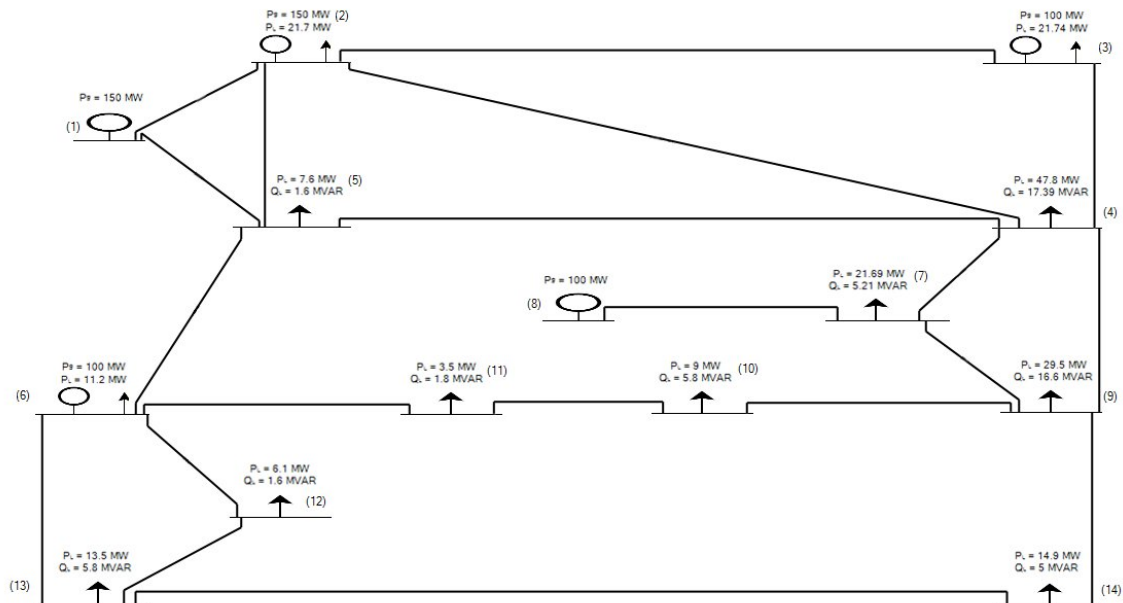 Pg = 150 MW (2)
PL = 21.7 MW
Pg = 100 MW
PL = 21.74 MW
(3)
Pg = 150 MW
(1)
PL = 7.6 MW (5)
QL = 1.6 MVAR
PL = 47.8 MW
QL = 17.39 MVAR
(4)
PL = 21.69 MW (7)
QL = 5.21 MVAR
Pg = 100 MW
(8)
Pg = 100 MW
PL = 11.2 MW
(6)
PL = 3.5 MW
QL = 1.8 MVAR (11)
PL = 9 MW
QL = 5.8 MVAR (10)
PL = 29.5 MW
QL = 16.6 MVAR
(9)
PL = 6.1 MW
QL = 1.6 MVAR
(12)
PL = 13.5 MW
QL = 5.8 MVAR
(13)
PL = 14.9 MW
QL = 5 MVAR
(14)